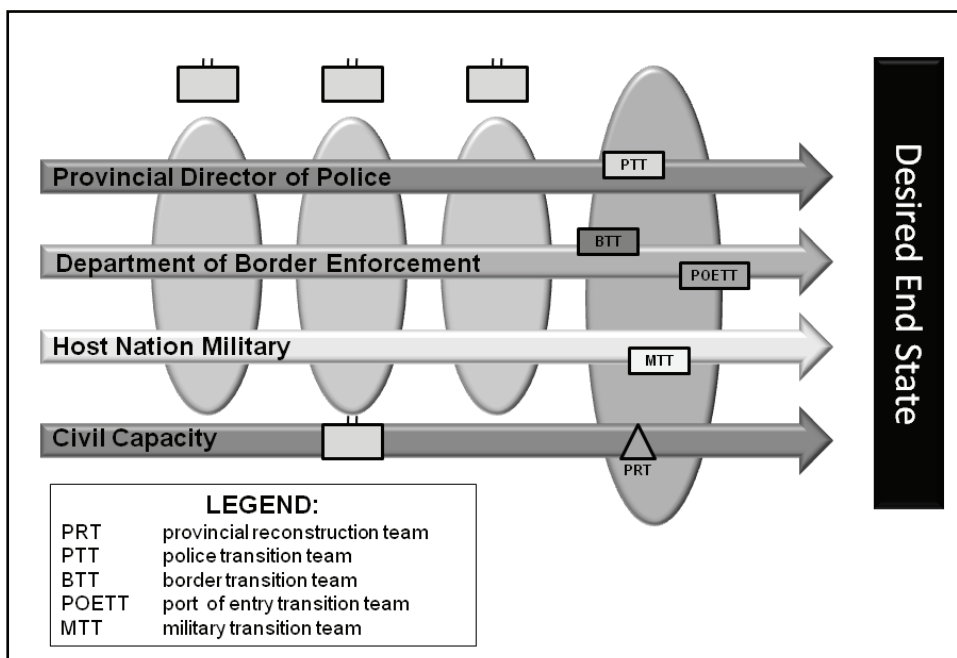 PTT
Provincial Director of Police
BTT
Department of Border Enforcement
POETT
Host Nation Military
MTT
Civil Capacity
PRT
Desired End State
LEGEND:
PRT provincial reconstruction team
PTT police transition team
BTT border transition team
POETT port of entry transition team
MTT military transition team